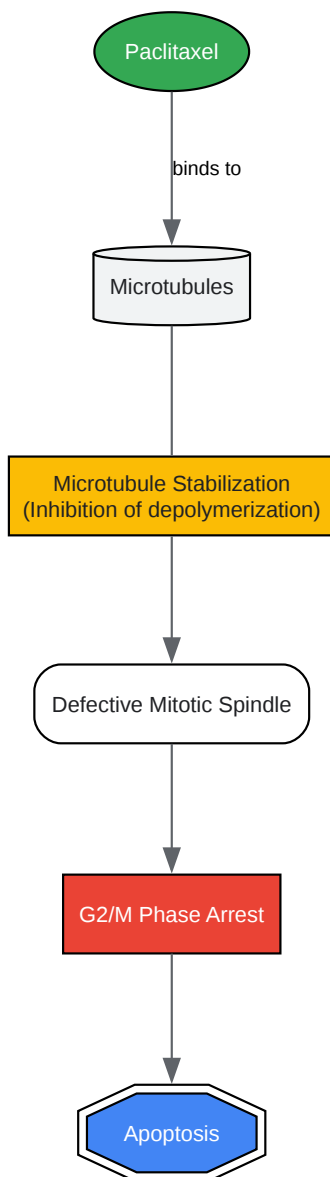 Paclitaxel
binds to
Microtubules
Microtubule Stabilization
(Inhibition of depolymerization)
Defective Mitotic Spindle
G2/M Phase Arrest
Apoptosis